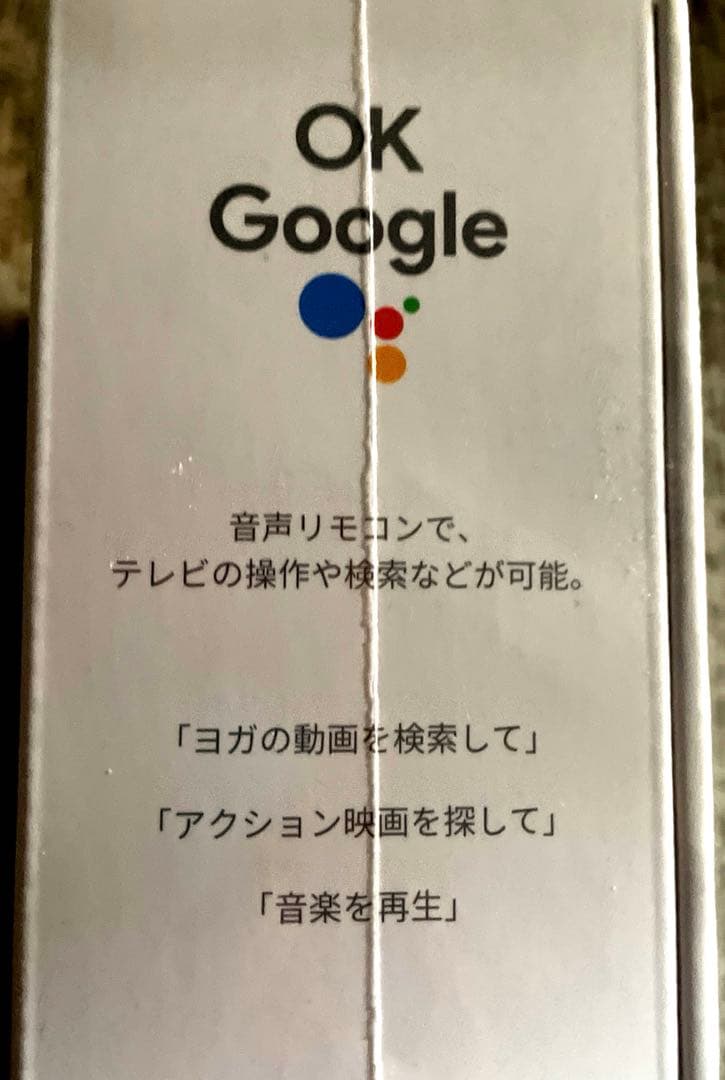 OK
Google
音声リモコンで、
テレビの操作や検索などが可能。
「ヨガの動画を検索して」
「アクション映画を探して」
「音楽を再生」